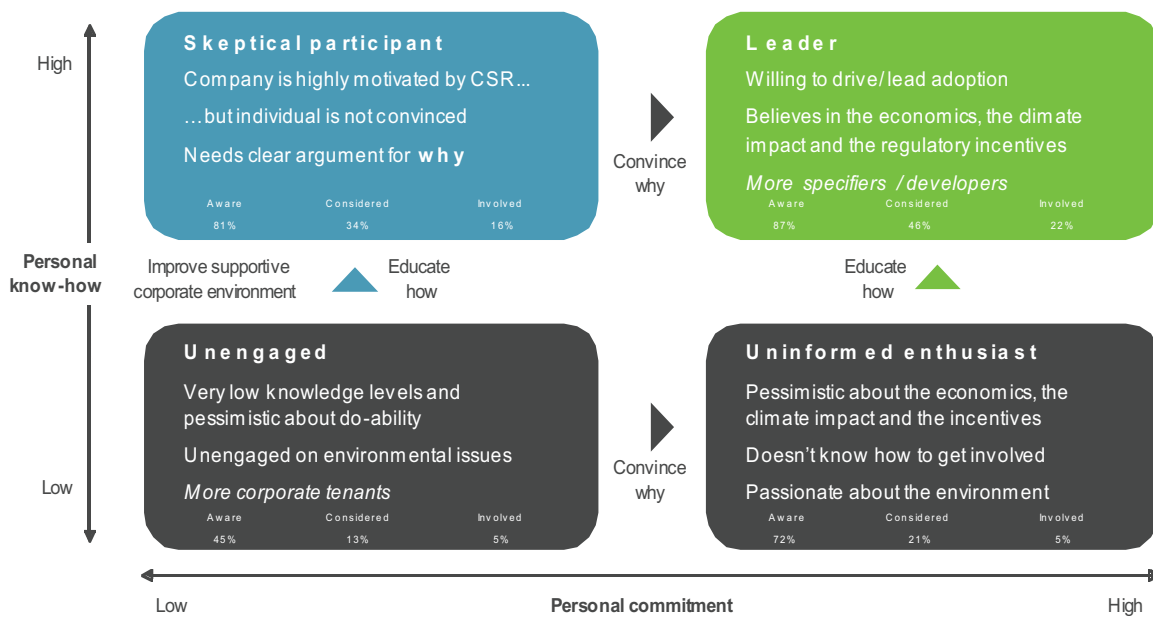 High
Skeptical participant
Company is highly motivated by CSR...
…but individual is not convinced
Needs clear argument for why
Aware Considered Involved
81% 34% 16%
Convince
why
Leader
Willing to drive/lead adoption
Believes in the economics, the climate
impact and the regulatory incentives
More specifiers / developers
Aware Considered Involved
87% 46% 22%
Personal
know-how
Improve supportive
corporate environment
Educate
how
Educate
how
Unengaged
Very low knowledge levels and
pessimistic about do-ability
Unengaged on environmental issues
More corporate tenants
Aware Considered Involved
45% 13% 5%
Convince
why
Uninformed enthusiast
Pessimistic about the economics, the
climate impact and the incentives
Doesn’t know how to get involved
Passionate about the environment
Aware Considered Involved
72% 21% 5%
Low
Low Personal commitment High